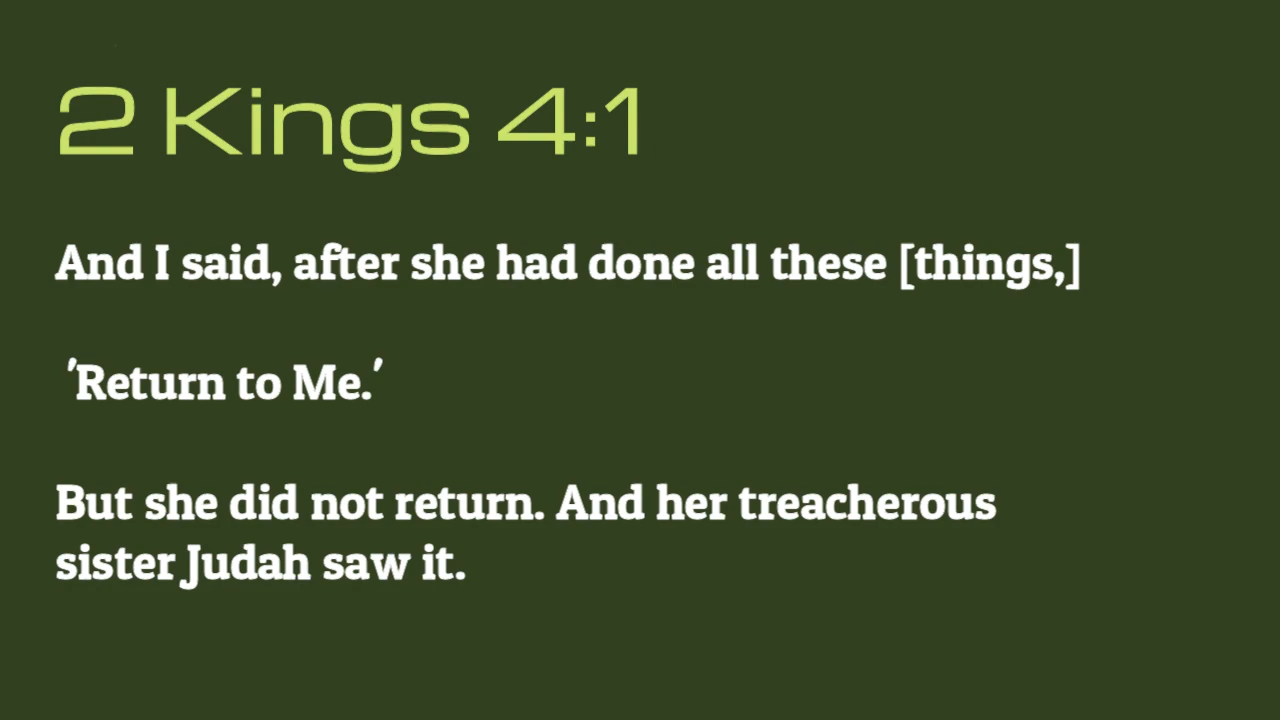 2 Kings 4:1
And I said, after she had done all these [things,]
'Return to Me.'
But she did not return. And her treacherous
sister Judah saw it.